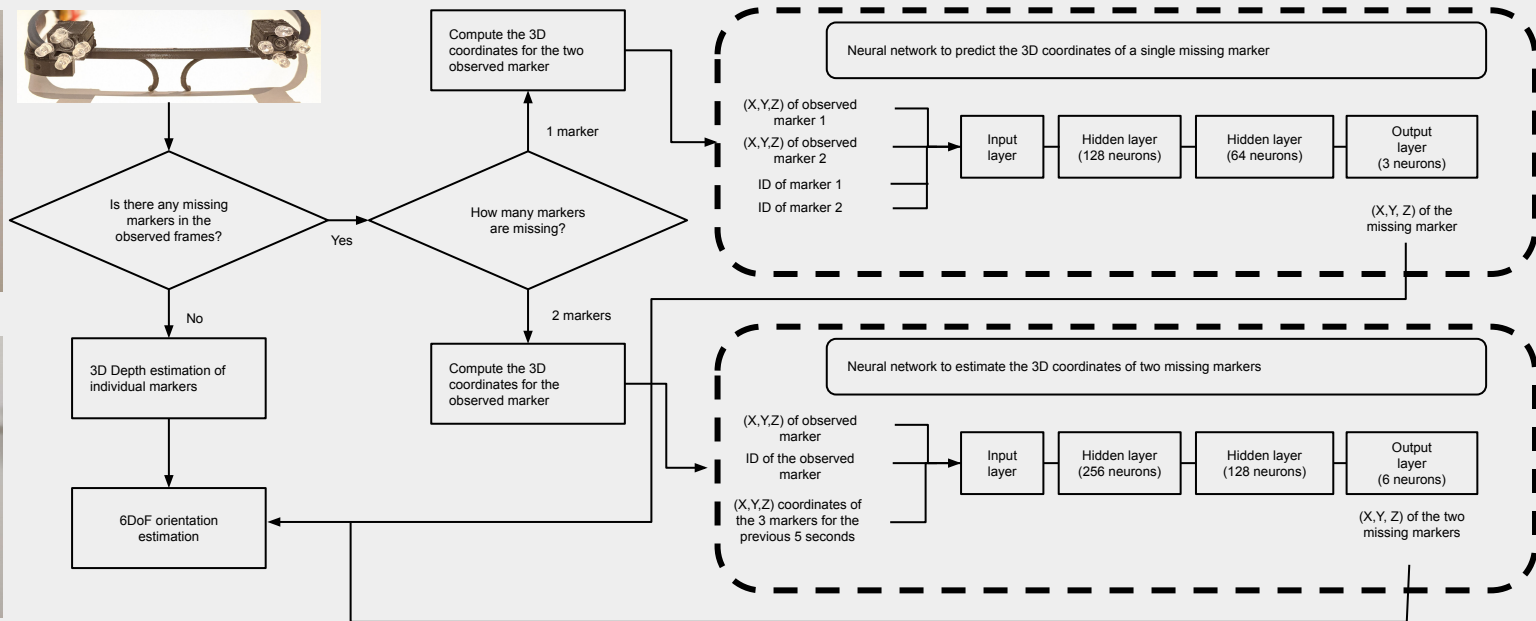 Compute the 3D
coordinates for the two
observed marker
1 marker
Is there any missing
markers in the
observed frames?
Yes
How many markers
are missing?
No
2 markers
3D Depth estimation of
individual markers
Compute the 3D
coordinates for the
observed marker
6DoF orientation
estimation
Neural network to predict the 3D coordinates of a single missing marker
(X,Y,Z) of observed
marker 1
(X,Y,Z) of observed
marker 2
ID of marker 1
ID of marker 2
Input
layer
Hidden layer
(128 neurons)
Hidden layer
(64 neurons)
Output
layer
(3 neurons)
(X,Y, Z) of the
missing marker
Neural network to estimate the 3D coordinates of two missing markers
(X,Y,Z) of observed
marker
ID of the observed
marker
(X,Y,Z) coordinates of
the 3 markers for the
previous 5 seconds
Input
layer
Hidden layer
(256 neurons)
Hidden layer
(128 neurons)
Output
layer
(6 neurons)
(X,Y, Z) of the two
missing markers